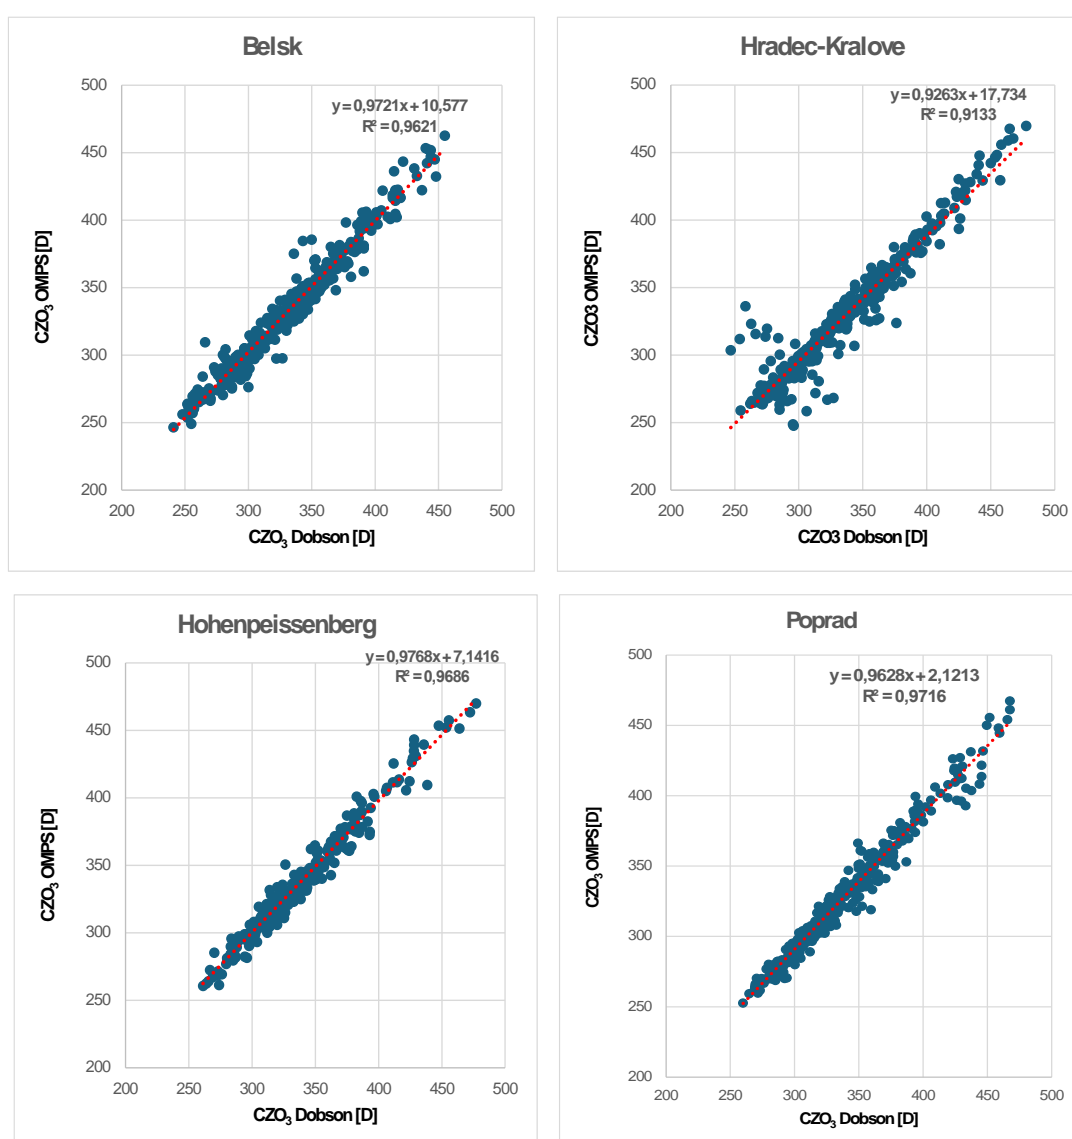 Belsk
y = 0,9721x + 10,577
R² = 0,9621
500
450
400
350
300
250
200
CZO₃ OMPS [D]
200 250 300 350 400 450 500
CZO₃ Dobson [D]
Hradec-Kralove
y = 0,9263x + 17,734
R² = 0,9133
500
450
400
350
300
250
200
CZO3 OMPS [D]
200 250 300 350 400 450 500
CZO3 Dobson [D]
Hohenpeissenberg
y = 0,9768x + 7,1416
R² = 0,9686
500
450
400
350
300
250
200
CZO₃ OMPS [D]
200 250 300 350 400 450 500
CZO₃ Dobson [D]
Poprad
y = 0,9628x + 2,1213
R² = 0,9716
500
450
400
350
300
250
200
CZO₃ OMPS [D]
200 250 300 350 400 450 500
CZO₃ Dobson [D]